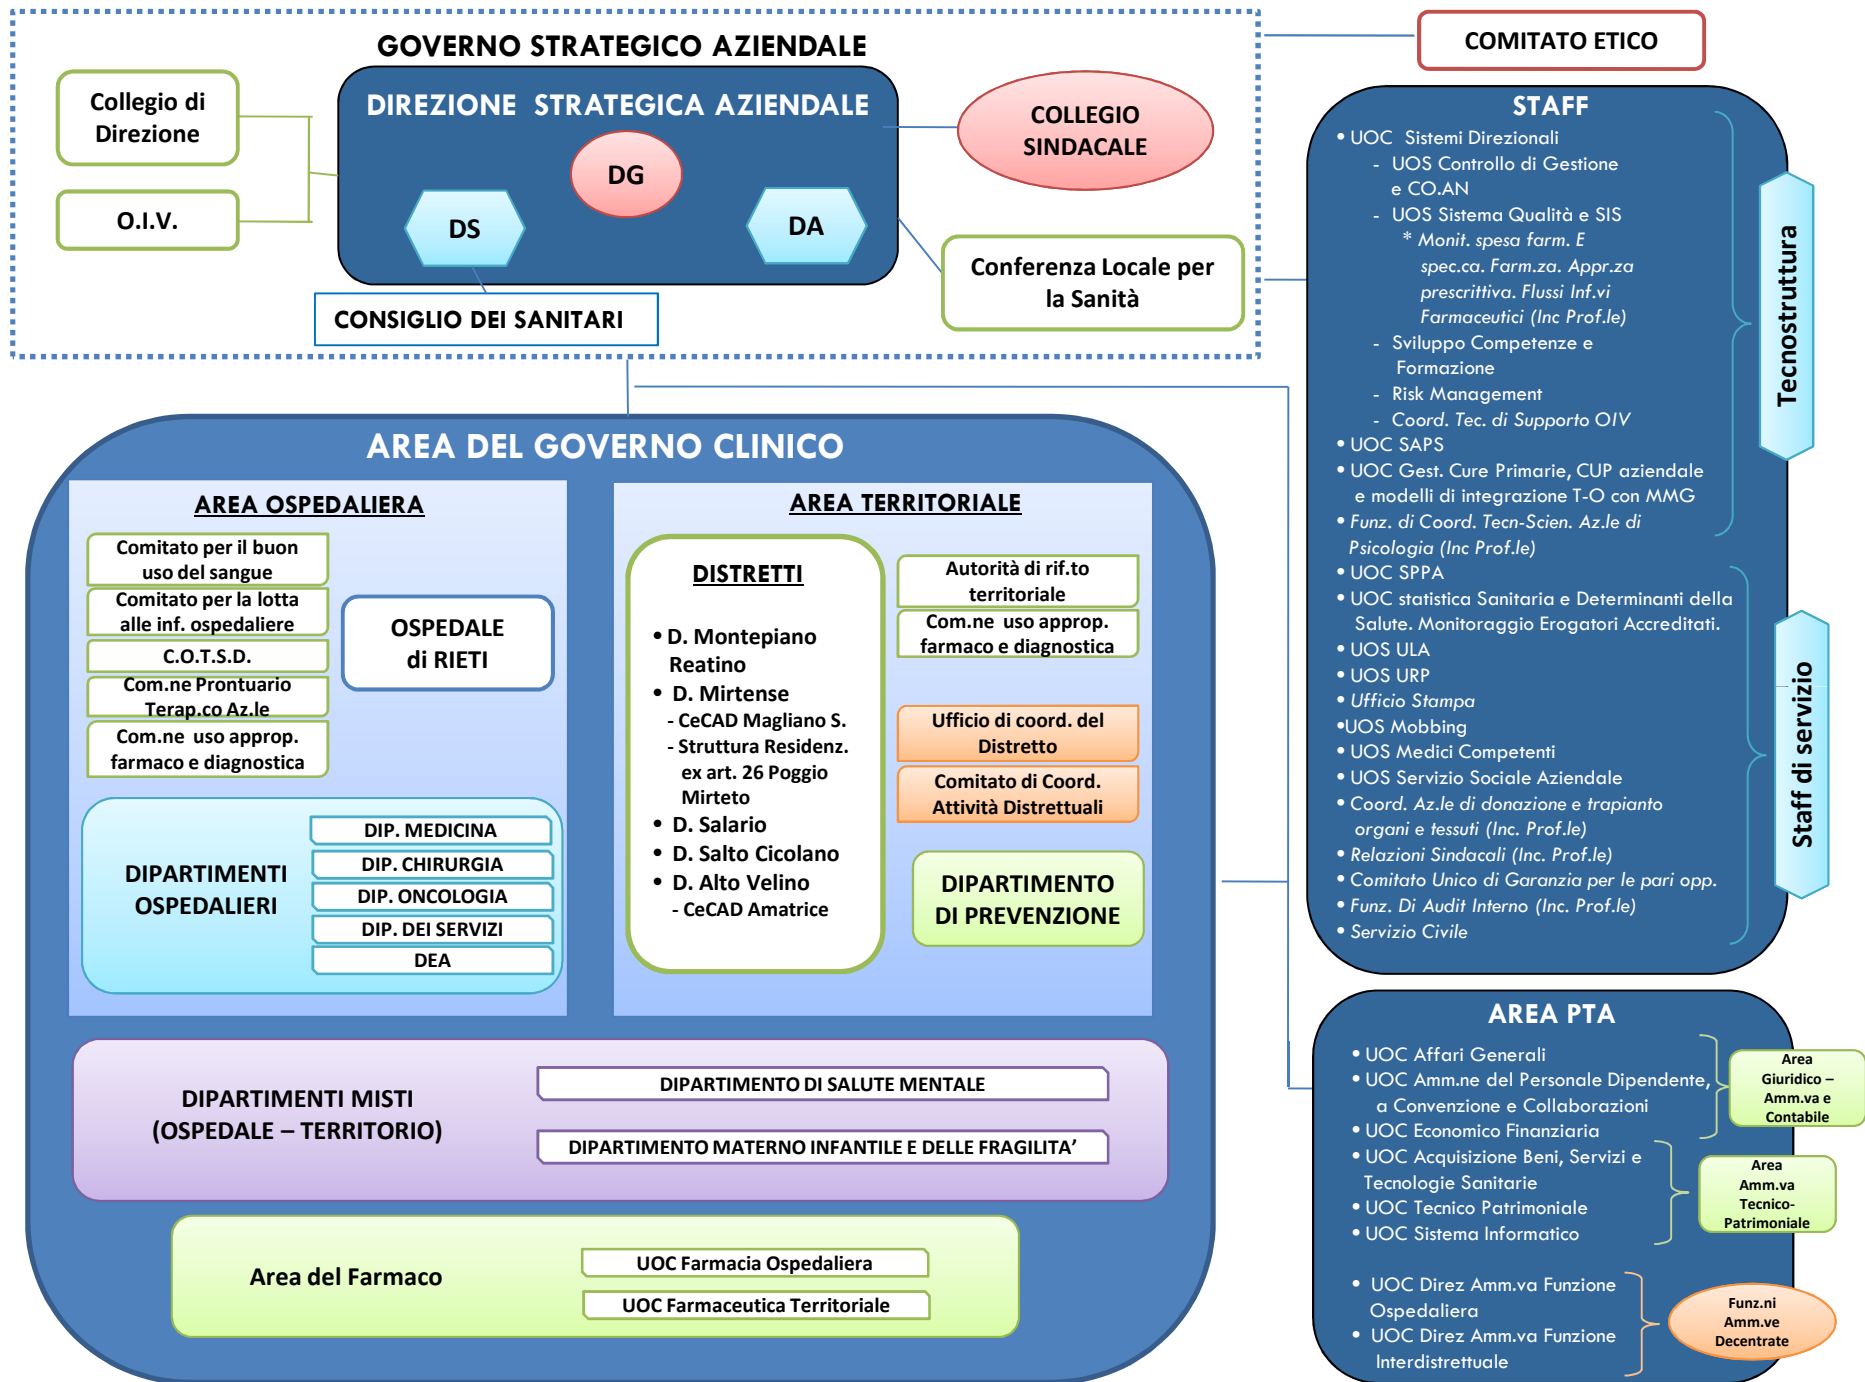 GOVERNO STRATEGICO AZIENDALE
COMITATO ETICO
Collegio di
Direzione
O.I.V.
DIREZIONE STRATEGICA AZIENDALE
DG
DS
DA
COLLEGIO
SINDACALE
Conferenza Locale per
la Sanità
CONSIGLIO DEI SANITARI
STAFF
• UOC Sistemi Direzionali
- UOS Controllo di Gestione
e CO.AN
- UOS Sistema Qualità e SIS
* Monit. spesa farm. E
spec.ca. Farm.za. Appr.za
prescrittiva. Flussi Inf.vi
Farmaceutici (Inc Prof.le)
- Sviluppo Competenze e
Formazione
- Risk Management
- Coord. Tec. di Supporto OIV
• UOC SAPS
• UOC Gest. Cure Primarie, CUP aziendale
e modelli di integrazione T-O con MMG
• Funz. di Coord. Tecn-Scien. Az.le di
Psicologia (Inc Prof.le)
• UOC SPPA
• UOC statistica Sanitaria e Determinanti della
Salute. Monitoraggio Erogatori Accreditati.
• UOS ULA
• UOS URP
• Ufficio Stampa
•UOS Mobbing
• UOS Medici Competenti
• UOS Servizio Sociale Aziendale
• Coord. Az.le di donazione e trapianto
organi e tessuti (Inc. Prof.le)
• Relazioni Sindacali (Inc. Prof.le)
• Comitato Unico di Garanzia per le pari opp.
• Funz. Di Audit Interno (Inc. Prof.le)
• Servizio Civile
Tecnostruttura
Staff di servizio
AREA DEL GOVERNO CLINICO
AREA OSPEDALIERA
Comitato per il buon
uso del sangue
Comitato per la lotta
alle inf. ospedaliere
C.O.T.S.D.
Com.ne Prontuario
Terap.co Az.le
Com.ne uso approp.
farmaco e diagnostica
OSPEDALE
di RIETI
DIPARTIMENTI
OSPEDALIERI
DIP. MEDICINA
DIP. CHIRURGIA
DIP. ONCOLOGIA
DIP. DEI SERVIZI
DEA
AREA TERRITORIALE
DISTRETTI
• D. Montepiano
Reatino
• D. Mirtense
- CeCAD Magliano S.
- Struttura Residenz.
ex art. 26 Poggio
Mirteto
• D. Salario
• D. Salto Cicolano
• D. Alto Velino
- CeCAD Amatrice
Autorità di rif.to
territoriale
Com.ne uso approp.
farmaco e diagnostica
Ufficio di coord. del
Distretto
Comitato di Coord.
Attività Distrettuali
DIPARTIMENTO
DI PREVENZIONE
DIPARTIMENTI MISTI
(OSPEDALE – TERRITORIO)
DIPARTIMENTO DI SALUTE MENTALE
DIPARTIMENTO MATERNO INFANTILE E DELLE FRAGILITA’
Area del Farmaco
UOC Farmacia Ospedaliera
UOC Farmaceutica Territoriale
AREA PTA
• UOC Affari Generali
• UOC Amm.ne del Personale Dipendente,
a Convenzione e Collaborazioni
• UOC Economico Finanziaria
• UOC Acquisizione Beni, Servizi e
Tecnologie Sanitarie
• UOC Tecnico Patrimoniale
• UOC Sistema Informatico
• UOC Direz Amm.va Funzione
Ospedaliera
• UOC Direz Amm.va Funzione
Interdistrettuale
Area
Giuridico –
Amm.va e
Contabile
Area
Amm.va
Tecnico-
Patrimoniale
Funz.ni
Amm.ve
Decentrate